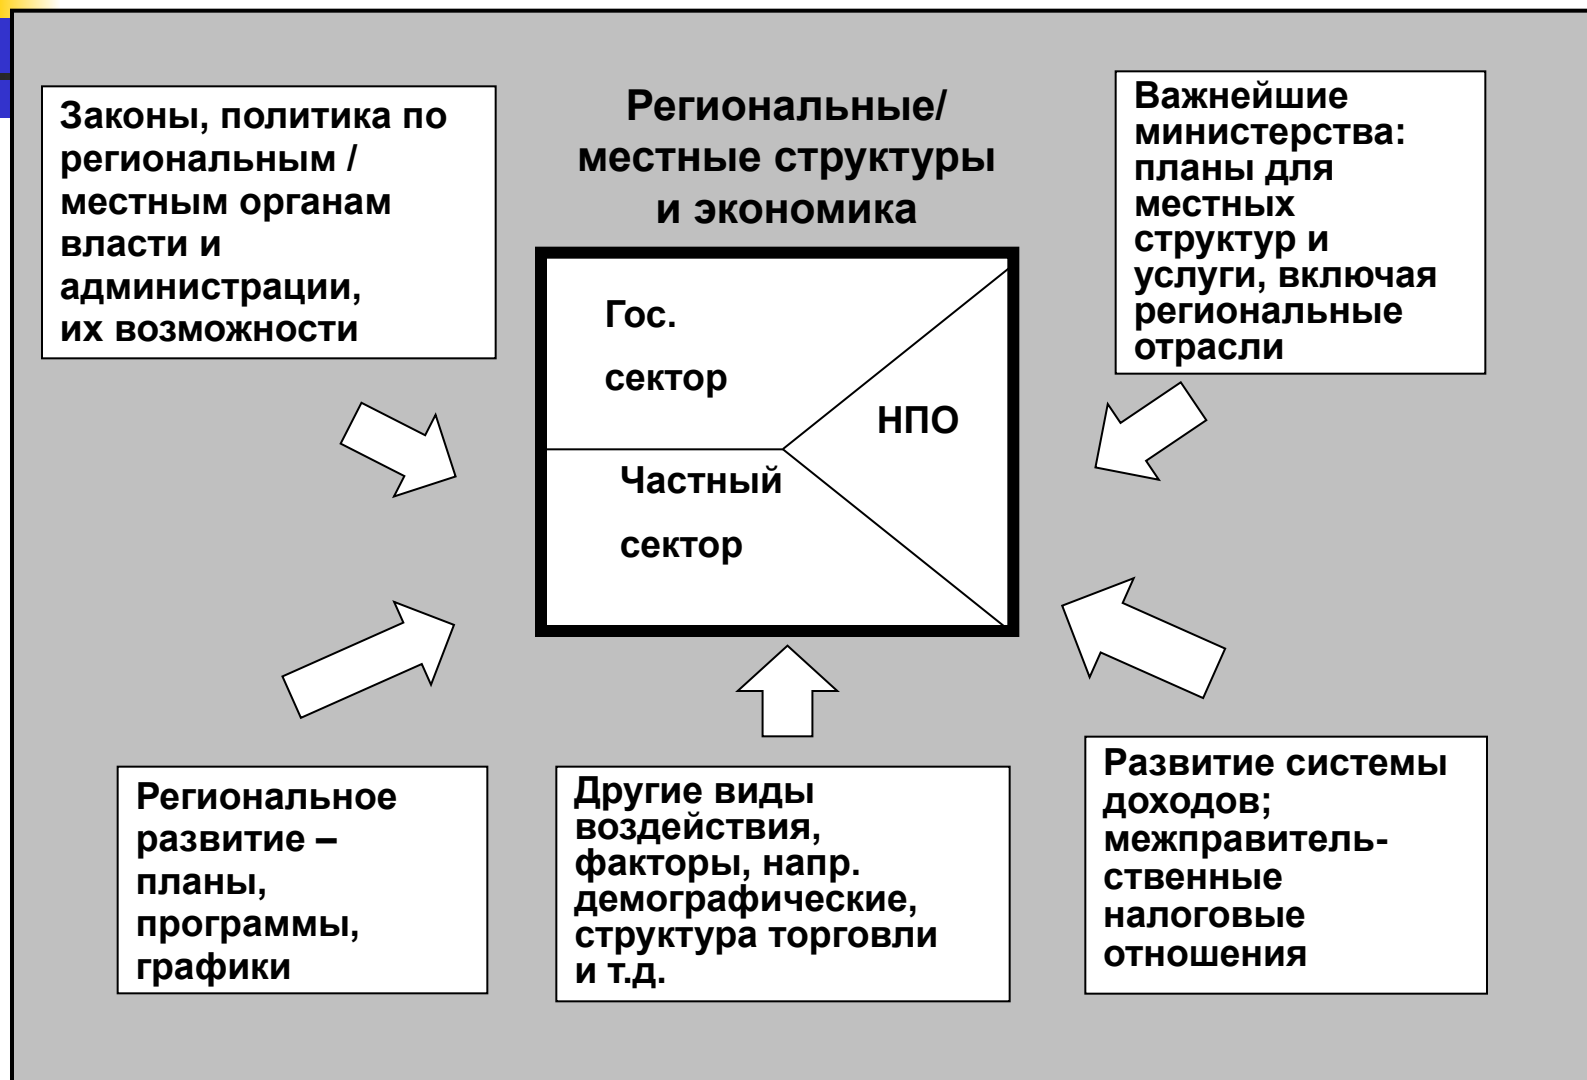 Законы, политика по
региональным /
местным органам
власти и
администрации,
их возможности
Региональные/
местные структуры
и экономика
Важнейшие
министерства:
планы для
местных
структур и
услуги, включая
региональные
отрасли
Гос.
сектор
НПО
Частный
сектор
Региональное
развитие –
планы,
программы,
графики
Другие виды
воздействия,
факторы, напр.
демографические,
структура торговли
и т.д.
Развитие системы
доходов;
межправитель-
ственные
налоговые
отношения